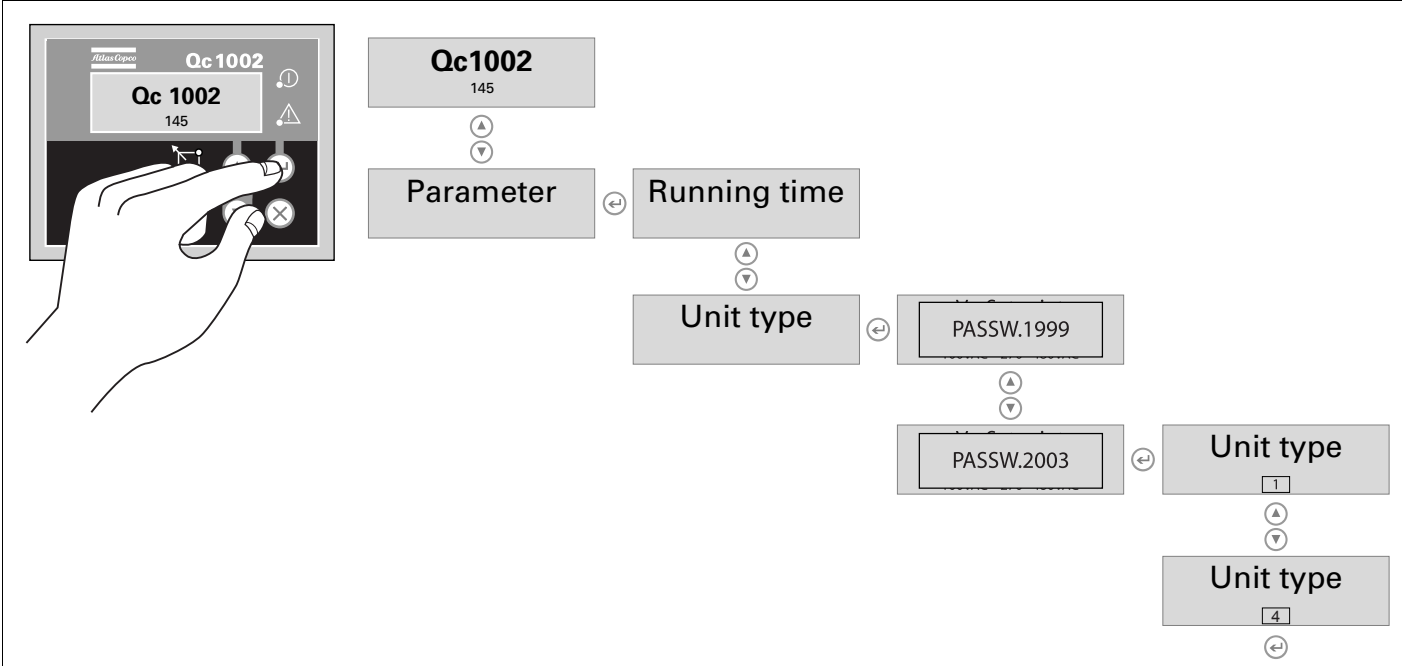 Atlas Copco
Qc1002
Qc 1002
145
Qc1002
145
Parameter
Running time
Unit type
PASSW.1999
PASSW.2003
Unit type
1
Unit type
4